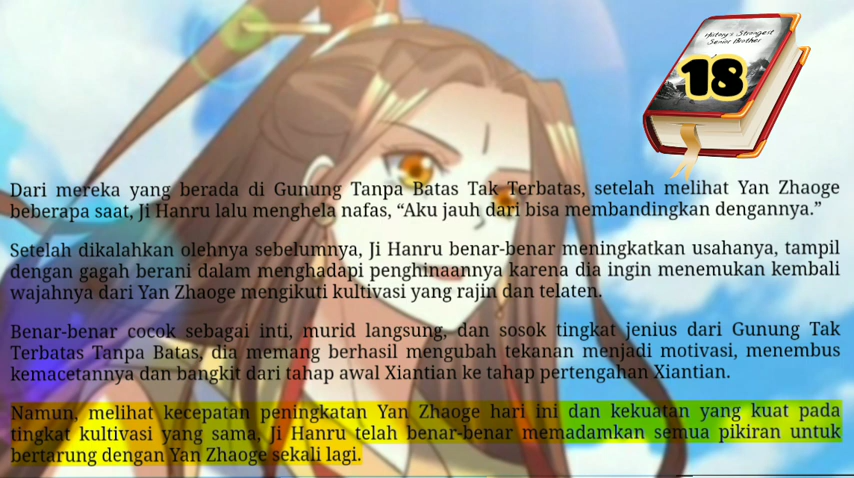 History's Strongest
Senior Brother
18
Dari mereka yang berada di Gunung Tanpa Batas Tak Terbatas, setelah melihat Yan Zhaoge
beberapa saat, Ji Hanru lalu menghela nafas, “Aku jauh dari bisa membandingkan dengannya.”
Setelah dikalahkan olehnya sebelumnya, Ji Hanru benar-benar meningkatkan usahanya, tampil
dengan gagah berani dalam menghadapi penghinaannya karena dia ingin menemukan kembali
wajahnya dari Yan Zhaoge mengikuti kultivasi yang rajin dan telaten.
Benar-benar cocok sebagai inti, murid langsung, dan sosok tingkat jenius dari Gunung Tak
Terbatas Tanpa Batas, dia memang berhasil mengubah tekanan menjadi motivasi, menembus
kemacetannya dan bangkit dari tahap awal Xiantian ke tahap pertengahan Xiantian.
Namun, melihat kecepatan peningkatan Yan Zhaoge hari ini dan kekuatan yang kuat pada
tingkat kultivasi yang sama, Ji Hanru telah benar-benar memadamkan semua pikiran untuk
bertarung dengan Yan Zhaoge sekali lagi.